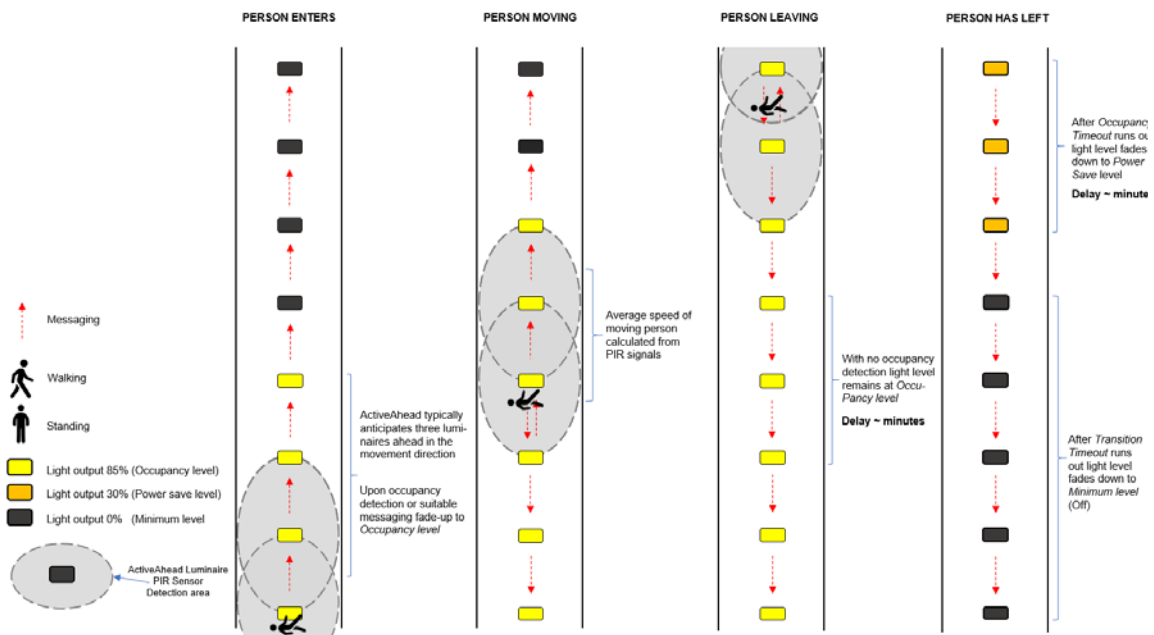 PERSON ENTERS
PERSON MOVING
PERSON LEAVING
PERSON HAS LEFT
Messaging
Walking
Standing
Light output 85% (Occupancy level)
Light output 30% (Power save level)
Light output 0%   (Minimum level
ActiveAhead Luminaire
PIR Sensor
Detection area
ActiveAhead typically
anticipates three lumi-
naires ahead in the
movement direction
Upon occupancy
detection or suitable
messaging fade-up to
Occupancy level
Average speed of
moving person
calculated from
PIR signals
With no occupancy
detection light level
remains at Occu-
Pancy level
Delay ~ minutes
After Occupanc
Timeout runs ou
light level fades
down to Power
Save level
Delay ~ minute
After Transition
Timeout runs
out light level
fades down to
Minimum level
(Off)